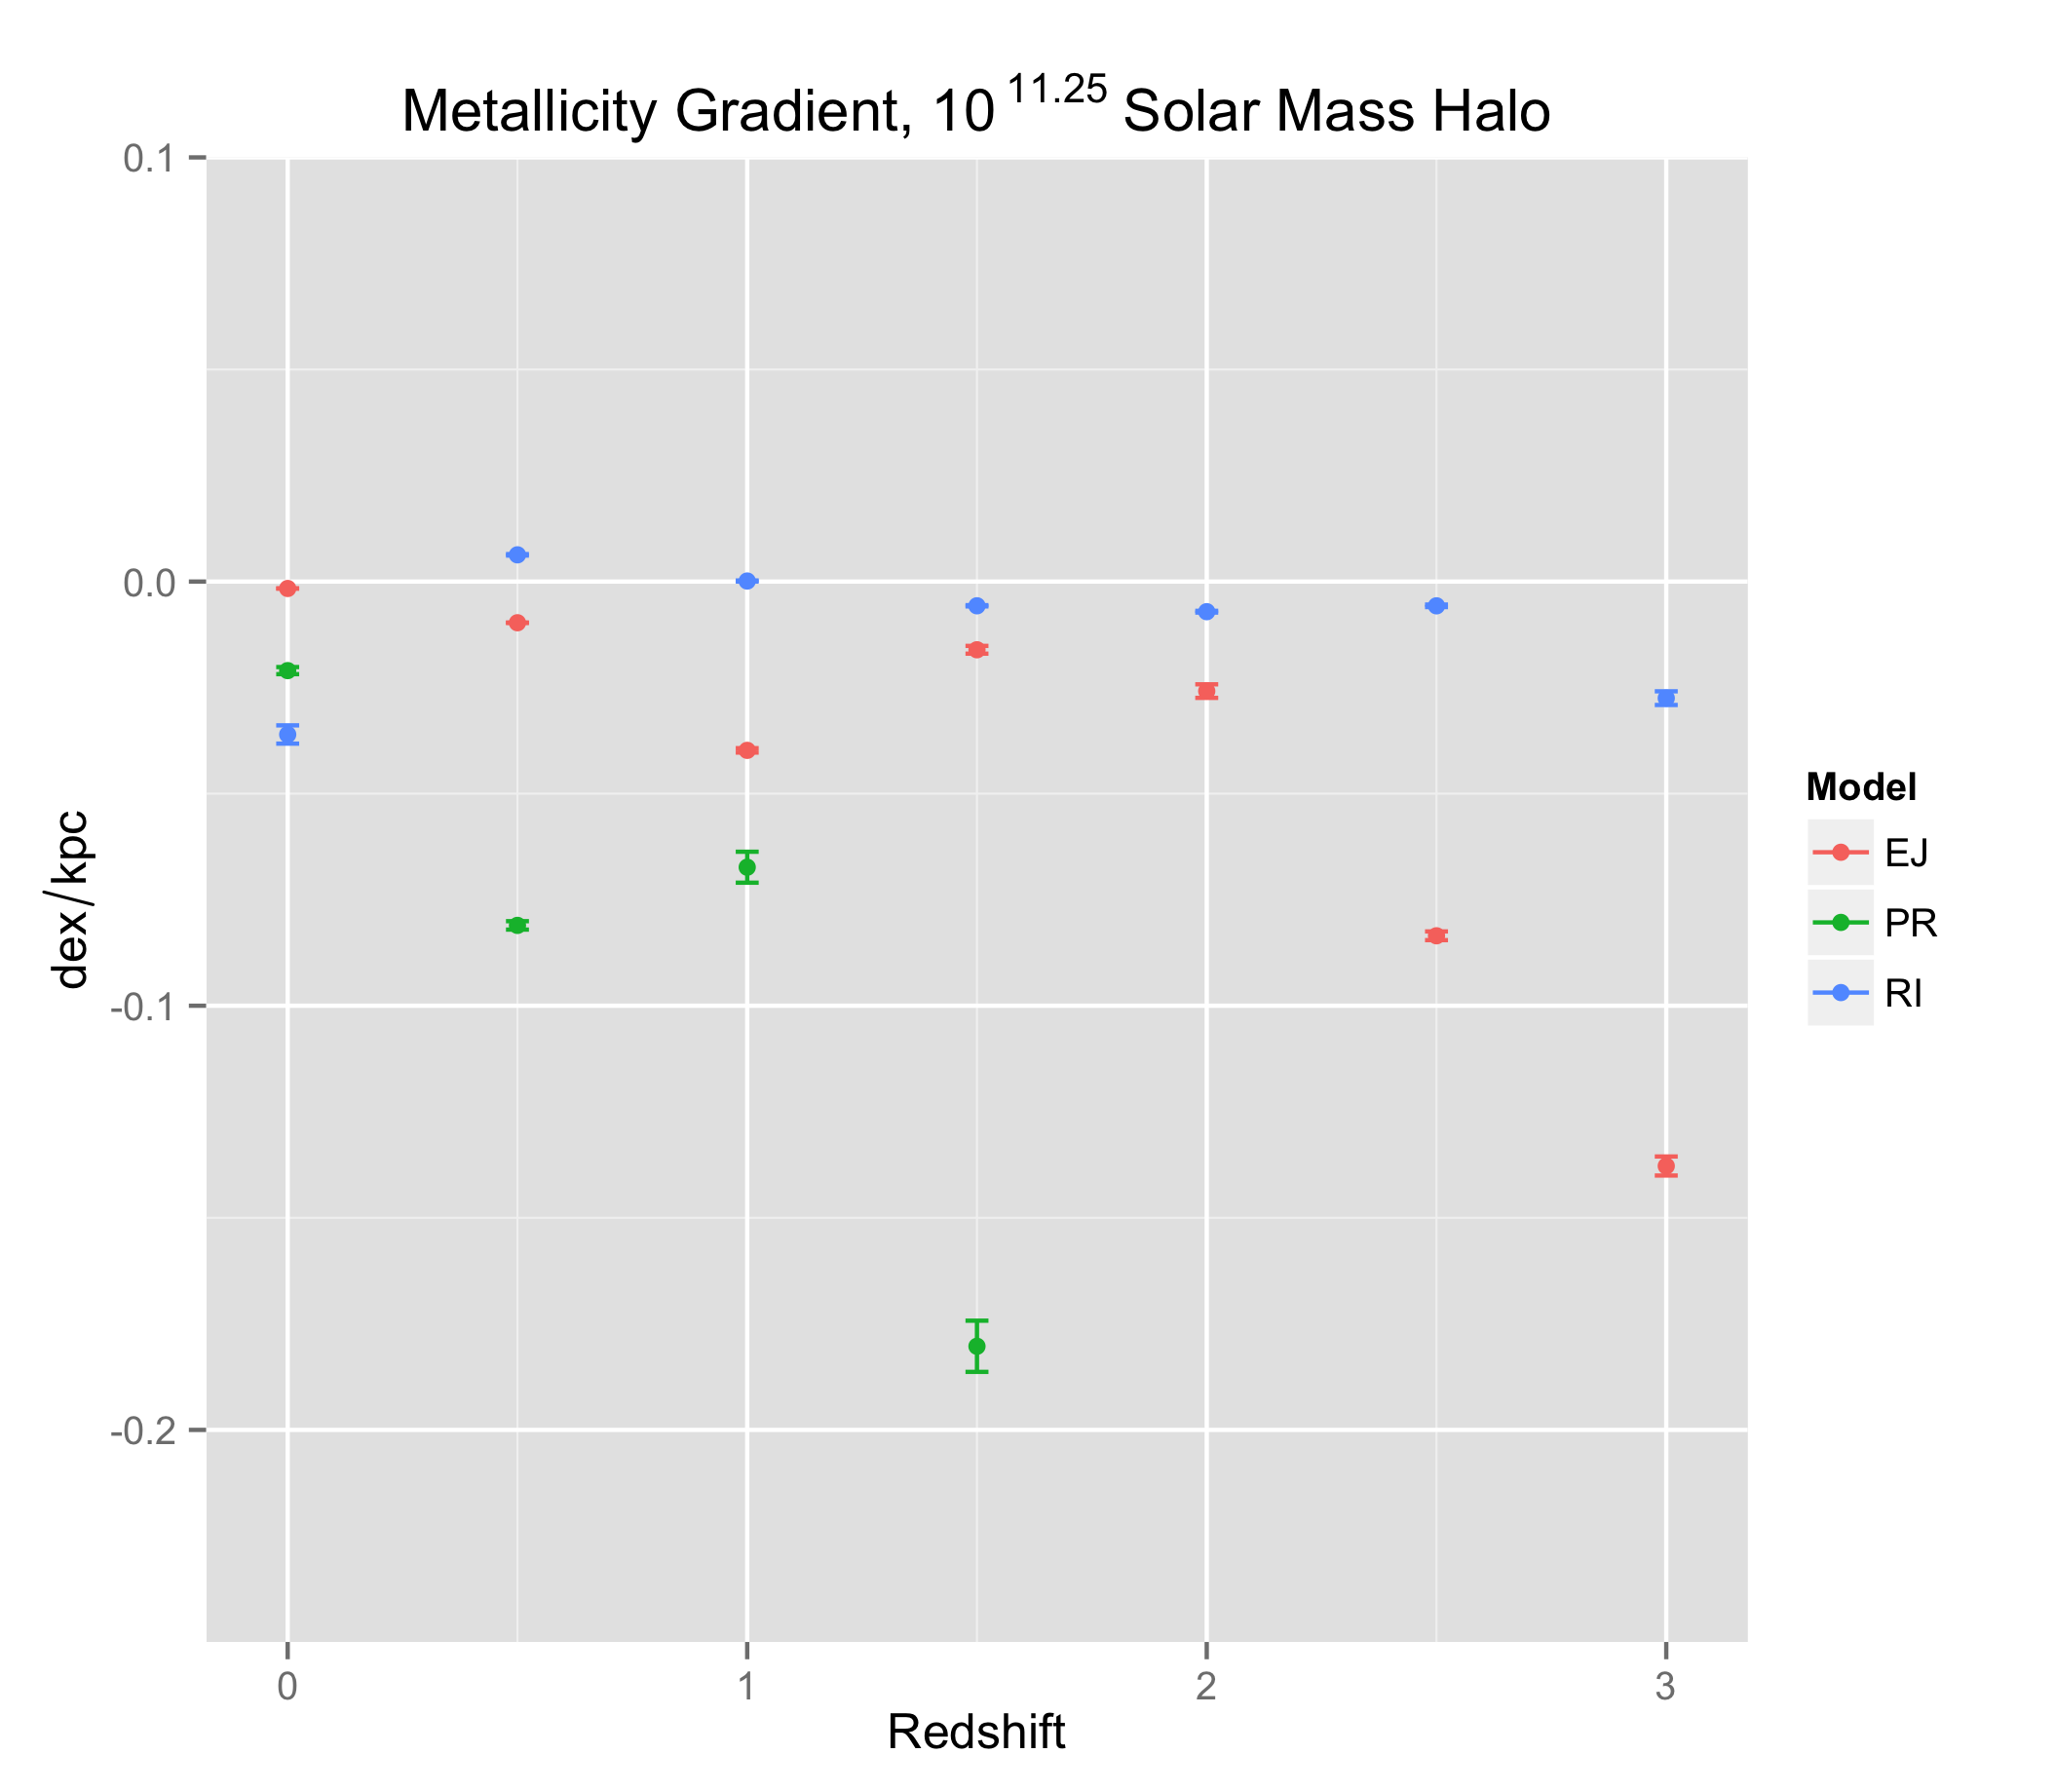 Metallicity Gradient, 10^11.25 Solar Mass Halo
0.1
0.0
-0.1
-0.2
dex/kpc
0 1 2 3
Redshift
Model
EJ
PR
RI